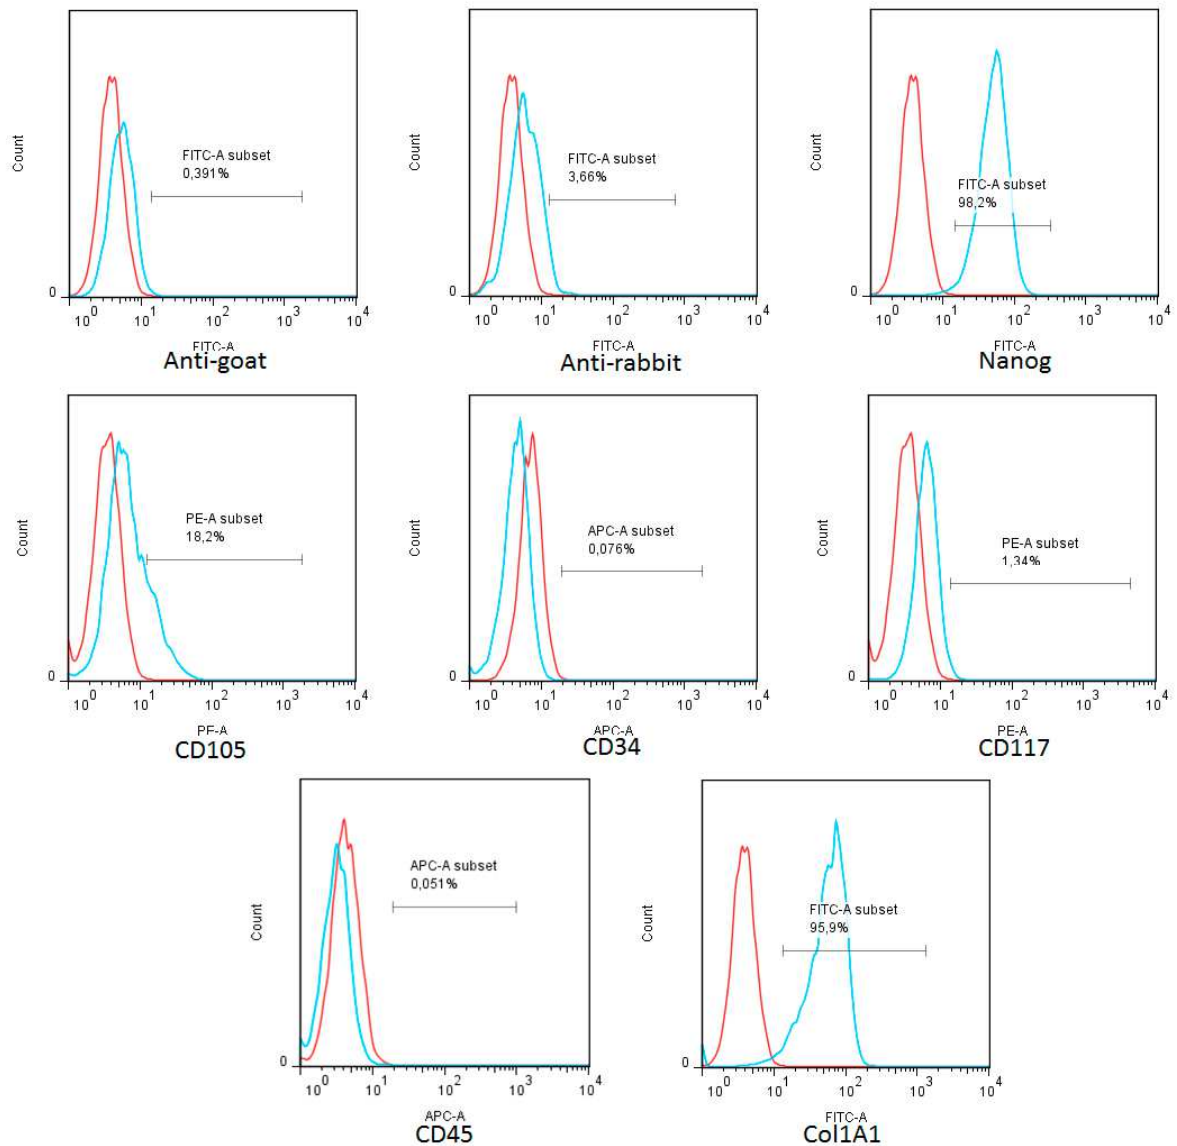 Count
FITC-A subset
0,391%
0
10^0 10^1 10^2 10^3 10^4
FITC-A
Anti-goat
Count
FITC-A subset
3,66%
0
10^0 10^1 10^2 10^3 10^4
FITC-A
Anti-rabbit
Count
FITC-A subset
98,2%
0
10^0 10^1 10^2 10^3 10^4
FITC-A
Nanog
Count
PE-A subset
18,2%
0
10^0 10^1 10^2 10^3 10^4
PE-A
CD105
Count
APC-A subset
0,076%
0
10^0 10^1 10^2 10^3 10^4
APC-A
CD34
Count
PE-A subset
1,34%
0
10^0 10^1 10^2 10^3 10^4
PE-A
CD117
Count
APC-A subset
0,051%
0
10^0 10^1 10^2 10^3 10^4
APC-A
CD45
Count
FITC-A subset
95,9%
0
10^0 10^1 10^2 10^3 10^4
FITC-A
Col1A1